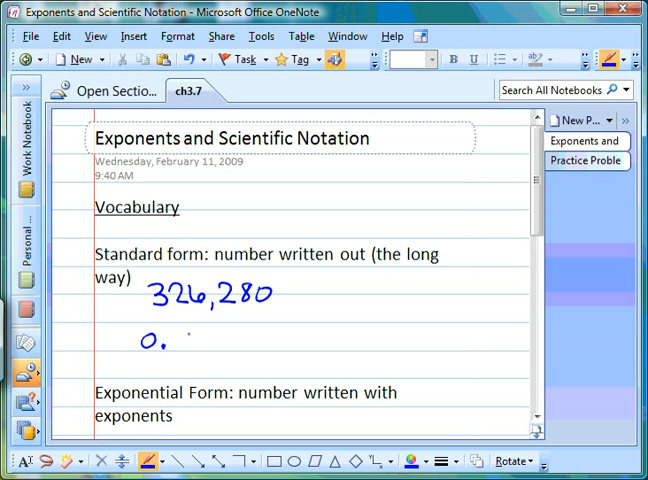 Exponents and Scientific Notation - Microsoft Office OneNote
File Edit View Insert Format Share Tools Table Window Help
New Task Tag B U ab
Open Sectio... ch3.7 Search All Notebooks
New P...
Work Notebook
Personal ...
Exponents and
Practice Proble
Exponents and Scientific Notation
Wednesday, February 11, 2009
9:40 AM
Vocabulary
Standard form: number written out (the long
way)
326,280
0.
Exponential Form: number written with
exponents
A Rotate